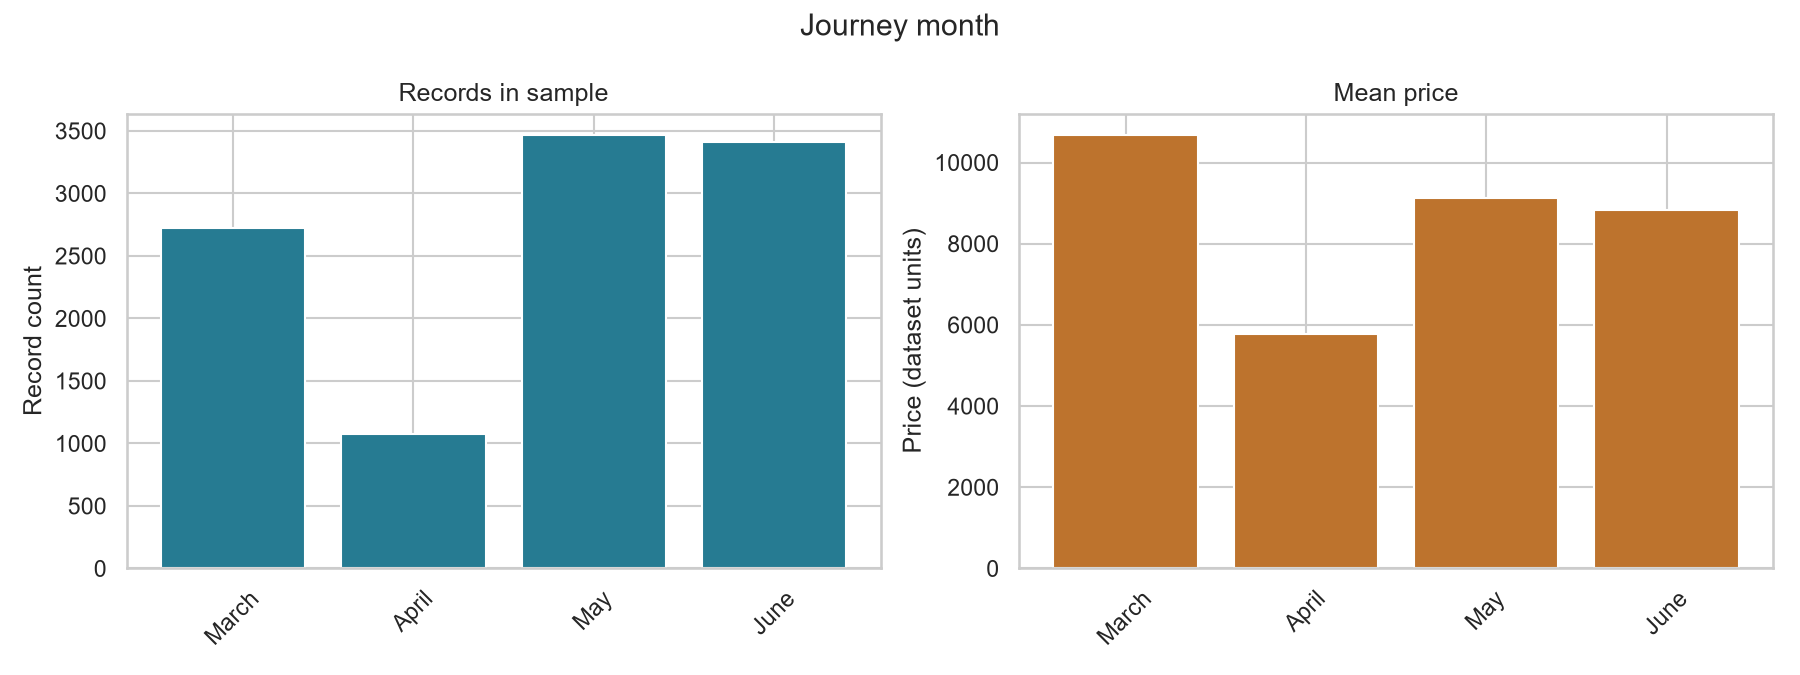 Journey month
Records in sample
Record count
3500
3000
2500
2000
1500
1000
500
0
March
April
May
June
Mean price
Price (dataset units)
10000
8000
6000
4000
2000
0
March
April
May
June